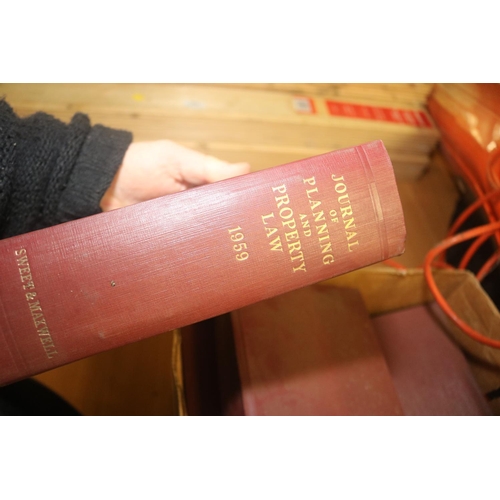 JOURNAL
OF
PLANNING
AND
PROPERTY
LAW
1959
SWEET & MAXWELL